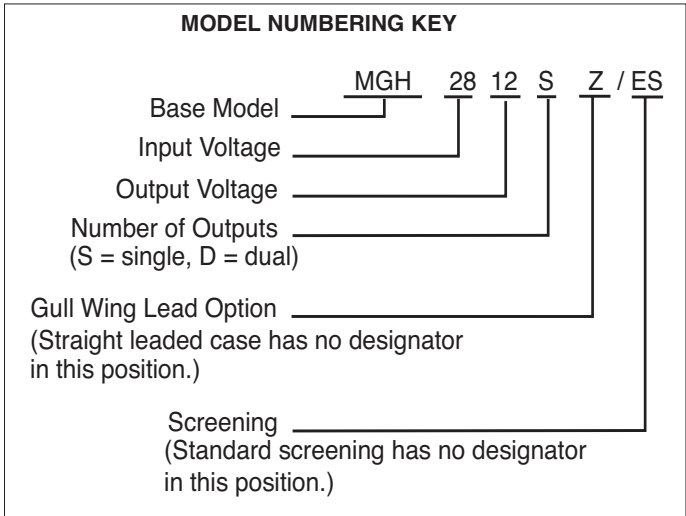 MODEL NUMBERING KEY
MGH 28 12 S Z / ES
Base Model
Input Voltage
Output Voltage
Number of Outputs
(S = single, D = dual)
Gull Wing Lead Option
(Straight leaded case has no designator
in this position.)
Screening
(Standard screening has no designator
in this position.)